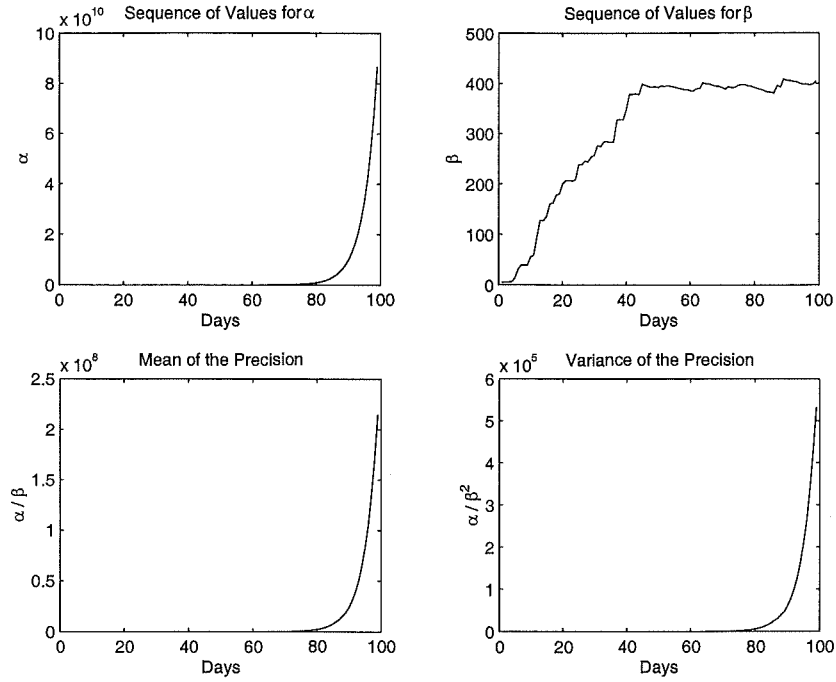 Sequence of Values for α
x 10^10
10
8
6
4
2
0
α
0 20 40 60 80 100
Days
Sequence of Values for β
500
400
300
200
100
0
β
0 20 40 60 80 100
Days
Mean of the Precision
x 10^8
2.5
2
1.5
1
0.5
0
α / β
0 20 40 60 80 100
Days
Variance of the Precision
x 10^5
6
5
4
3
2
1
0
α / β^2
0 20 40 60 80 100
Days